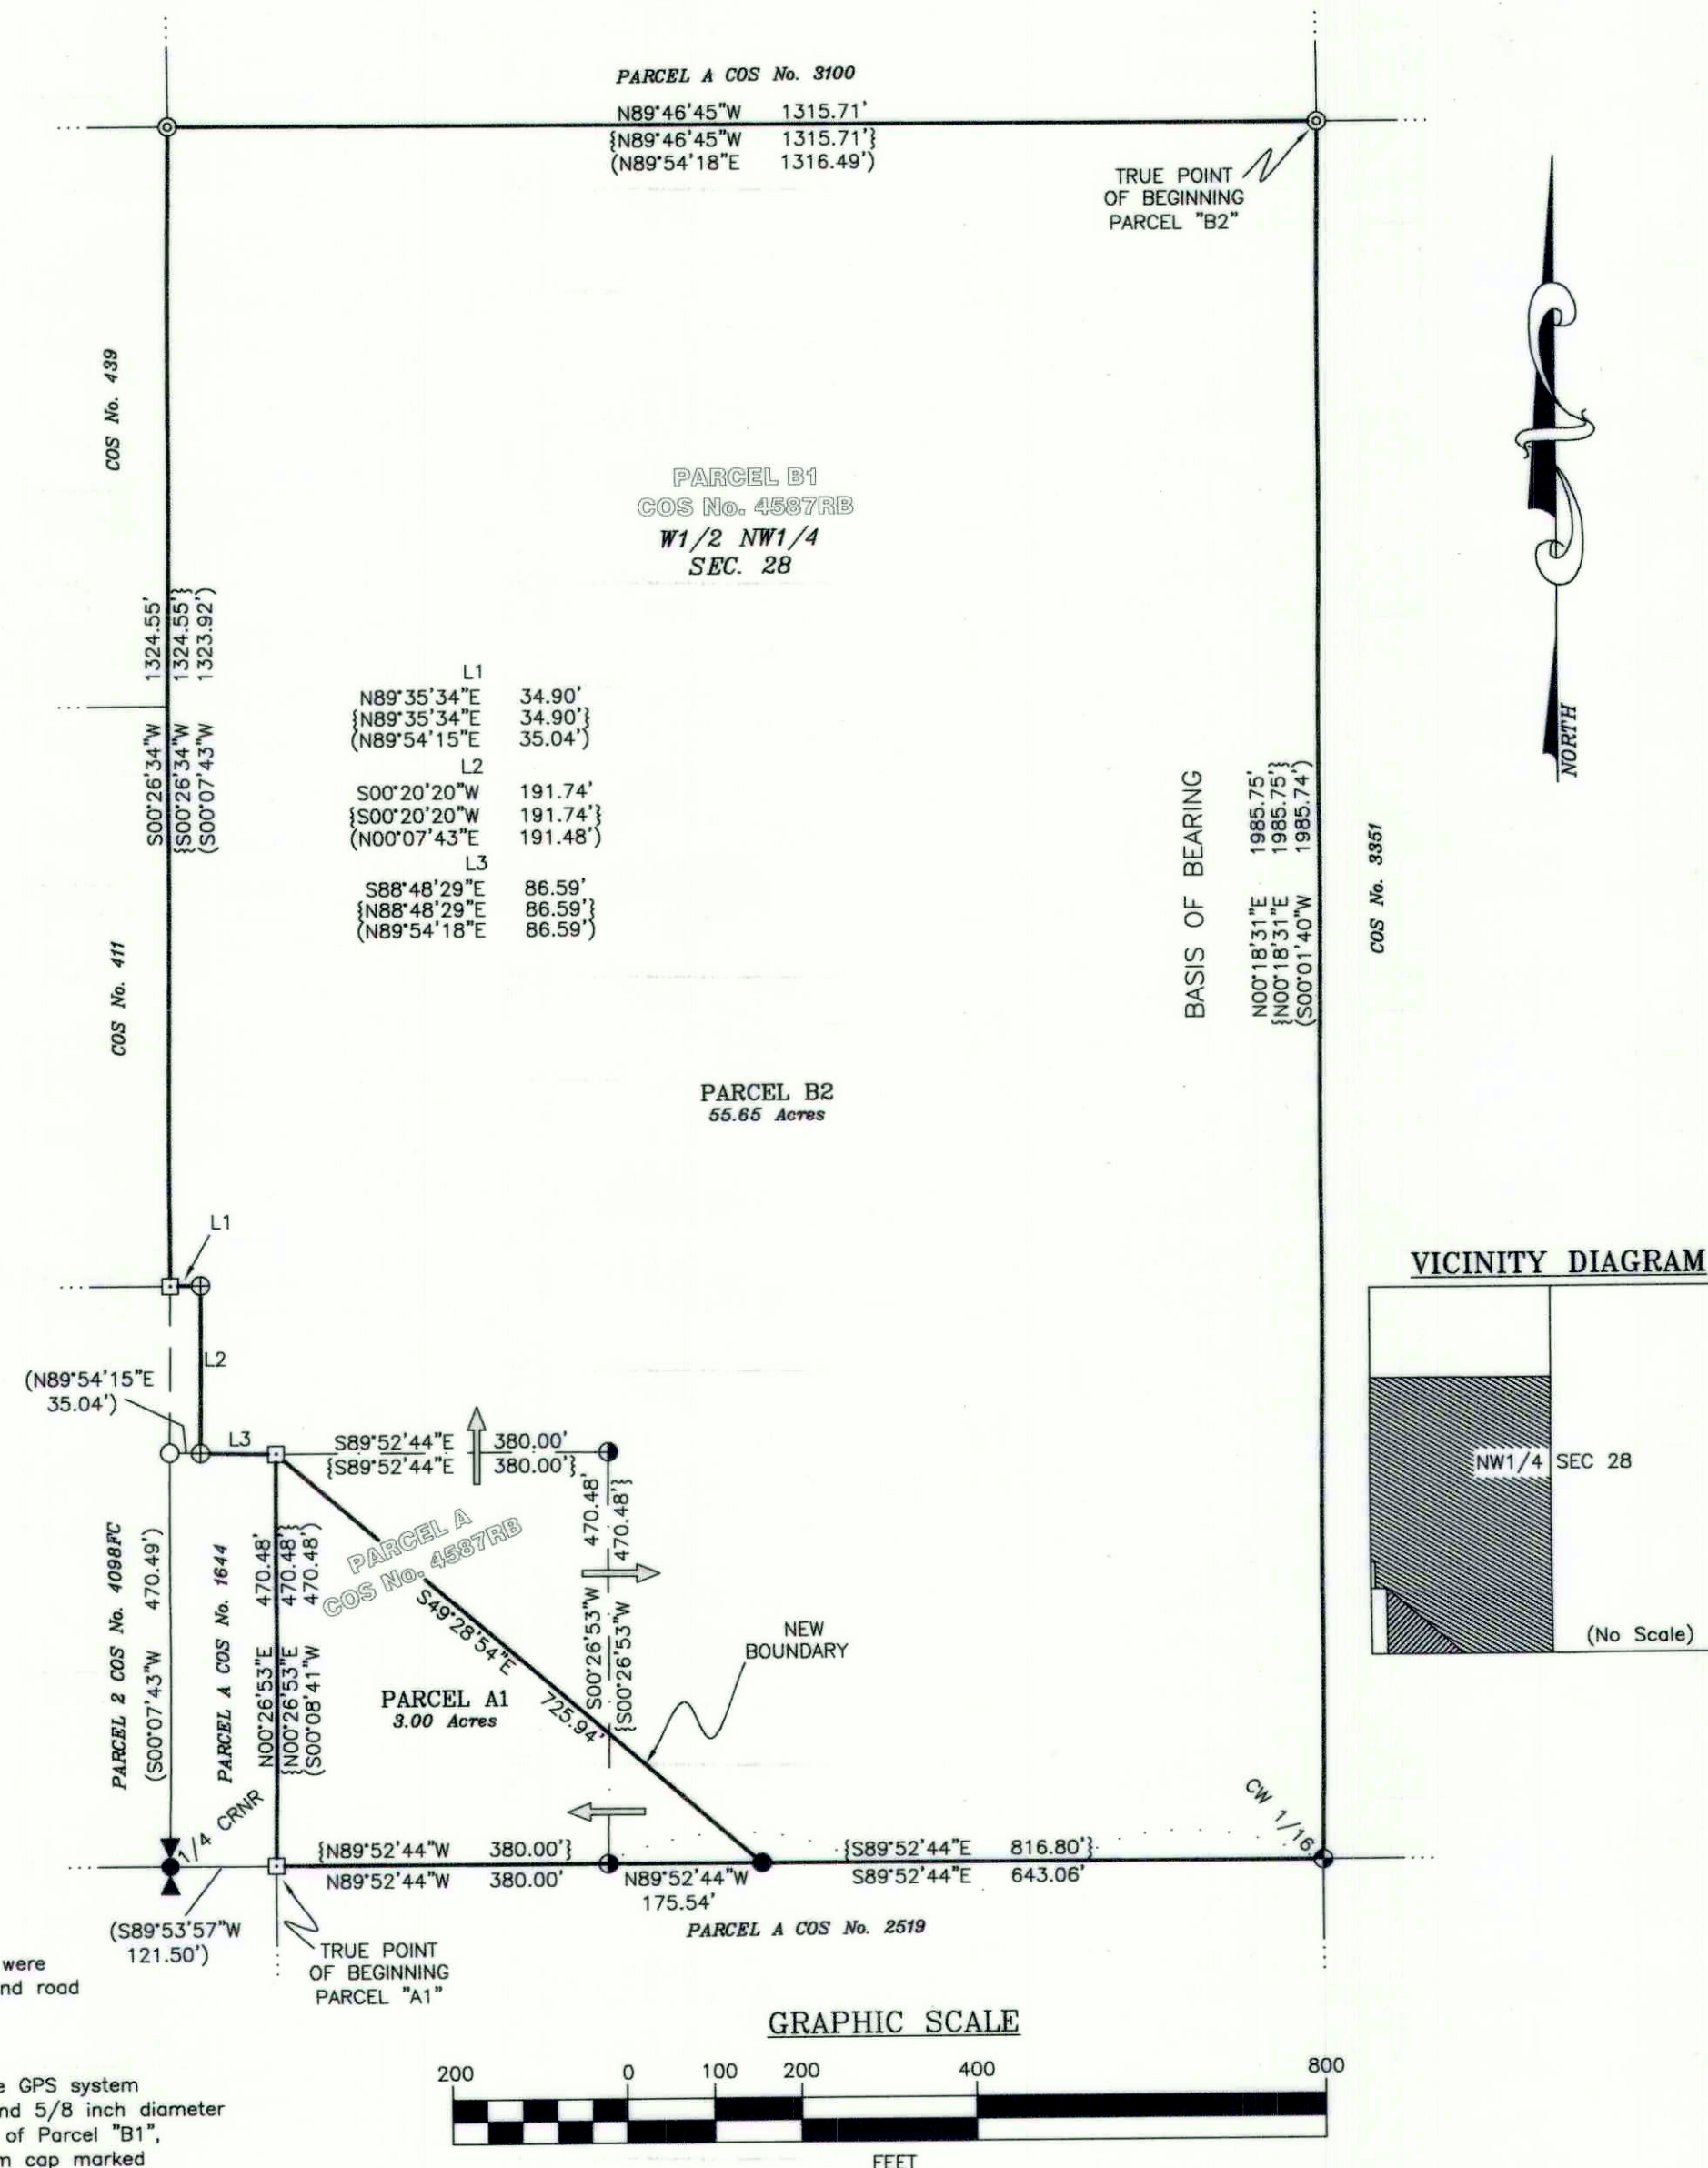 PARCEL A COS No. 3100
N89°46'45"W 1315.71'
{N89°46'45"W 1315.71'}
(N89°54'18"E 1316.49')
TRUE POINT
OF BEGINNING
PARCEL "B2"
COS No. 439
PARCEL B1
COS No. 4587RB
W1/2 NW1/4
SEC. 28
S00°26'34"W 1324.55'
{S00°26'34"W 1324.55'}
(S00°07'43"W 1323.92')
L1
N89°35'34"E 34.90'
{N89°35'34"E 34.90'}
(N89°54'15"E 35.04')
L2
S00°20'20"W 191.74'
{S00°20'20"W 191.74'}
(N00°07'43"E 191.48')
L3
S88°48'29"E 86.59'
{N88°48'29"E 86.59'}
(N89°54'18"E 86.59')
BASIS OF BEARING
N00°18'31"E 1985.75'
{N00°18'31"E 1985.75'}
(S00°01'40"W 1985.74')
COS No. 3351
NORTH
COS No. 411
PARCEL B2
55.65 Acres
L1
L2
(N89°54'15"E
35.04')
L3
S89°52'44"E 380.00'
{S89°52'44"E 380.00'}
VICINITY DIAGRAM
NW1/4 SEC 28
(No Scale)
PARCEL 2 COS No. 4098FC
(S00°07'43"W 470.49')
PARCEL A COS No. 1644
N00°26'53"E 470.48'
{N00°26'53"E 470.48'}
(S00°08'41"W 470.48')
PARCEL A
COS No. 4587RB
S49°28'54"E 725.94'
S00°26'53"W 470.48'
{S00°26'53"W 470.48'}
NEW
BOUNDARY
PARCEL A1
3.00 Acres
1/4 CRNR
CW 1/16
{N89°52'44"W 380.00'}
N89°52'44"W 380.00'
N89°52'44"W
175.54'
{S89°52'44"E 816.80'}
S89°52'44"E 643.06'
PARCEL A COS No. 2519
(S89°53'57"W
121.50')
TRUE POINT
OF BEGINNING
PARCEL "A1"
were
nd road
GRAPHIC SCALE
200 0 100 200 400 800
FEET
e GPS system
nd 5/8 inch diameter
of Parcel "B1",
m cap marked